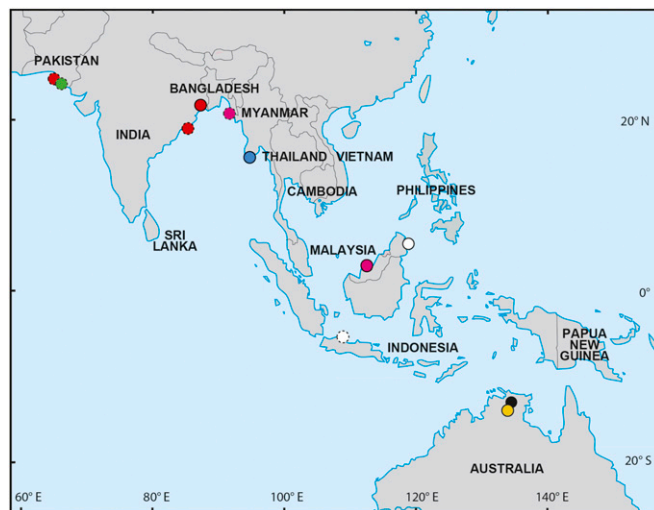 PAKISTAN
BANGLADESH
MYANMAR
20°N
INDIA
THAILAND VIETNAM
CAMBODIA
PHILIPPINES
SRI
LANKA
MALAYSIA
0°
INDONESIA
PAPUA
NEW
GUINEA
AUSTRALIA
20°S
60°E 80°E 100°E 120°E 140°E